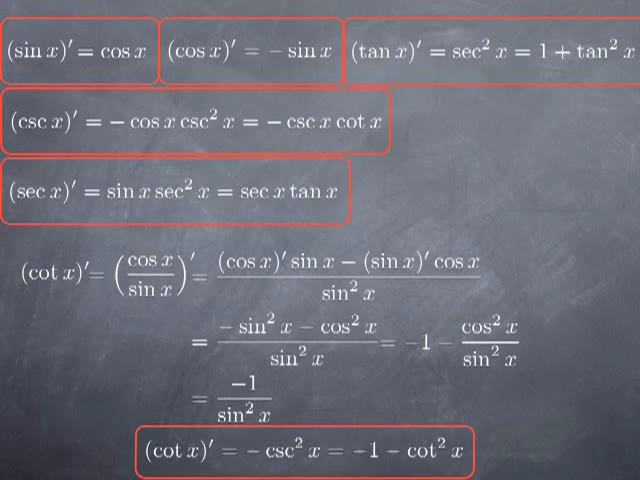 (sin x)′ = cos x (cos x)′ = − sin x (tan x)′ = sec² x = 1 + tan² x
(csc x)′ = − cos x csc² x = − csc x cot x
(sec x)′ = sin x sec² x = sec x tan x
(cot x)′ = (cos x / sin x)′ = ((cos x)′ sin x − (sin x)′ cos x) / sin² x
= (− sin² x − cos² x) / sin² x = −1 − cos² x / sin² x
= −1 / sin² x
(cot x)′ = − csc² x = −1 − cot² x